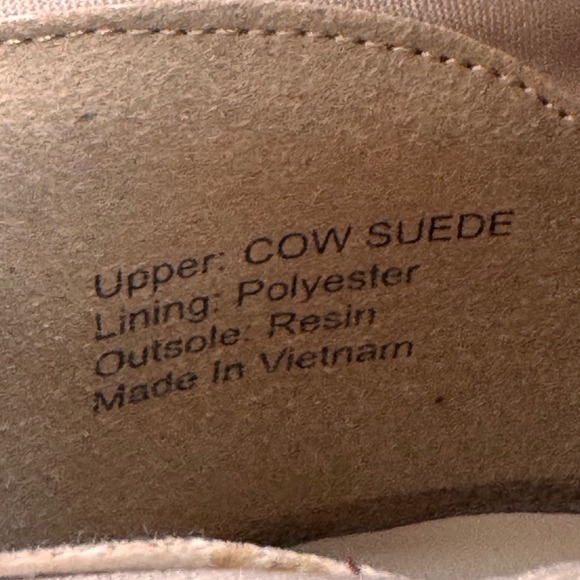 Upper: COW SUEDE
Lining: Polyester
Outsole: Resin
Made In Vietnam